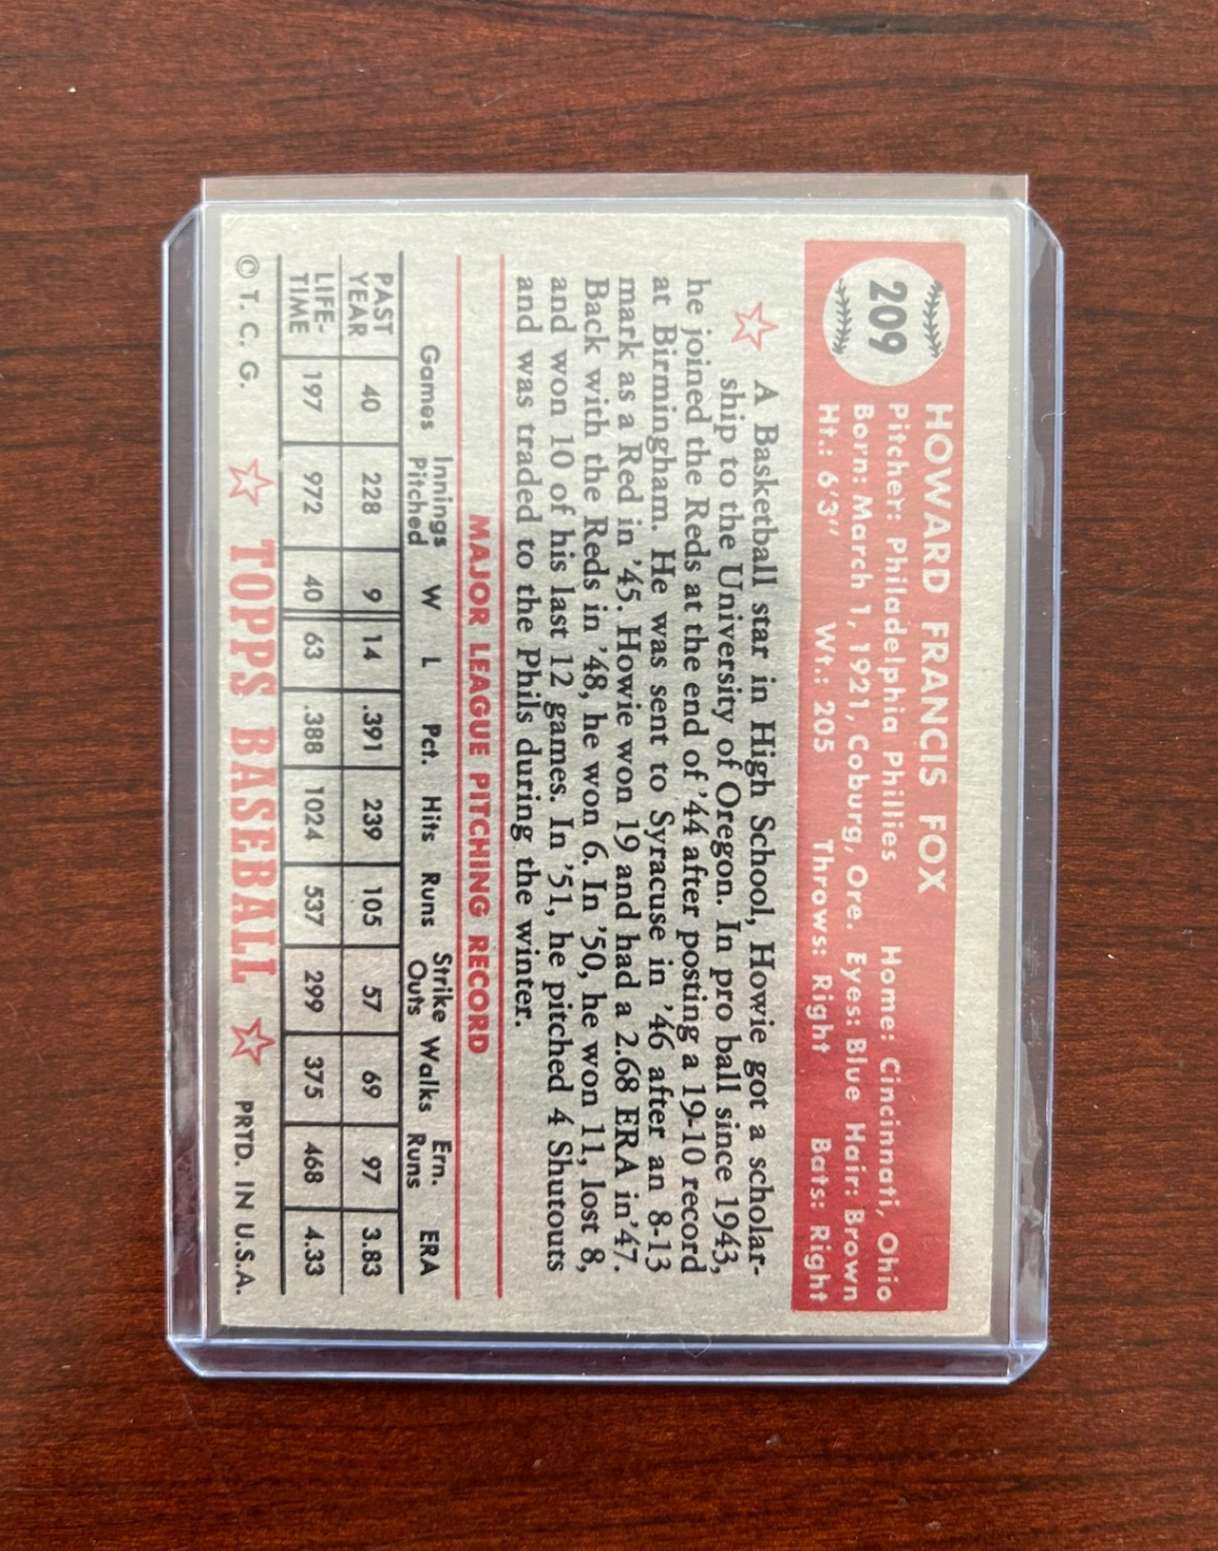 209
HOWARD FRANCIS FOX
Pitcher: Philadelphia Phillies Home: Cincinnati, Ohio
Born: March 1, 1921, Coburg, Ore. Eyes: Blue Hair: Brown
Ht.: 6'3" Wt.: 205 Throws: Right Bats: Right
A Basketball star in High School, Howie got a scholar-
ship to the University of Oregon. In pro ball since 1943,
he joined the Reds at the end of '44 after posting a 19-10 record
at Birmingham. He was sent to Syracuse in '46 after an 8-13
mark as a Red in '45. Howie won 19 and had a 2.68 ERA in '47.
Back with the Reds in '48, he won 6. In '50, he won 11, lost 8,
and won 10 of his last 12 games. In '51, he pitched 4 Shutouts
and was traded to the Phils during the winter.
MAJOR LEAGUE PITCHING RECORD
Games Innings Pitched W L Pct. Hits Runs Strike Outs Walks Ern. Runs ERA
PAST YEAR 40 228 9 14 .391 239 105 57 69 97 3.83
LIFE-TIME 197 972 40 63 .388 1024 537 299 375 468 4.33
© T. C. G. ☆ TOPPS BASEBALL ☆ PRTD. IN U.S.A.